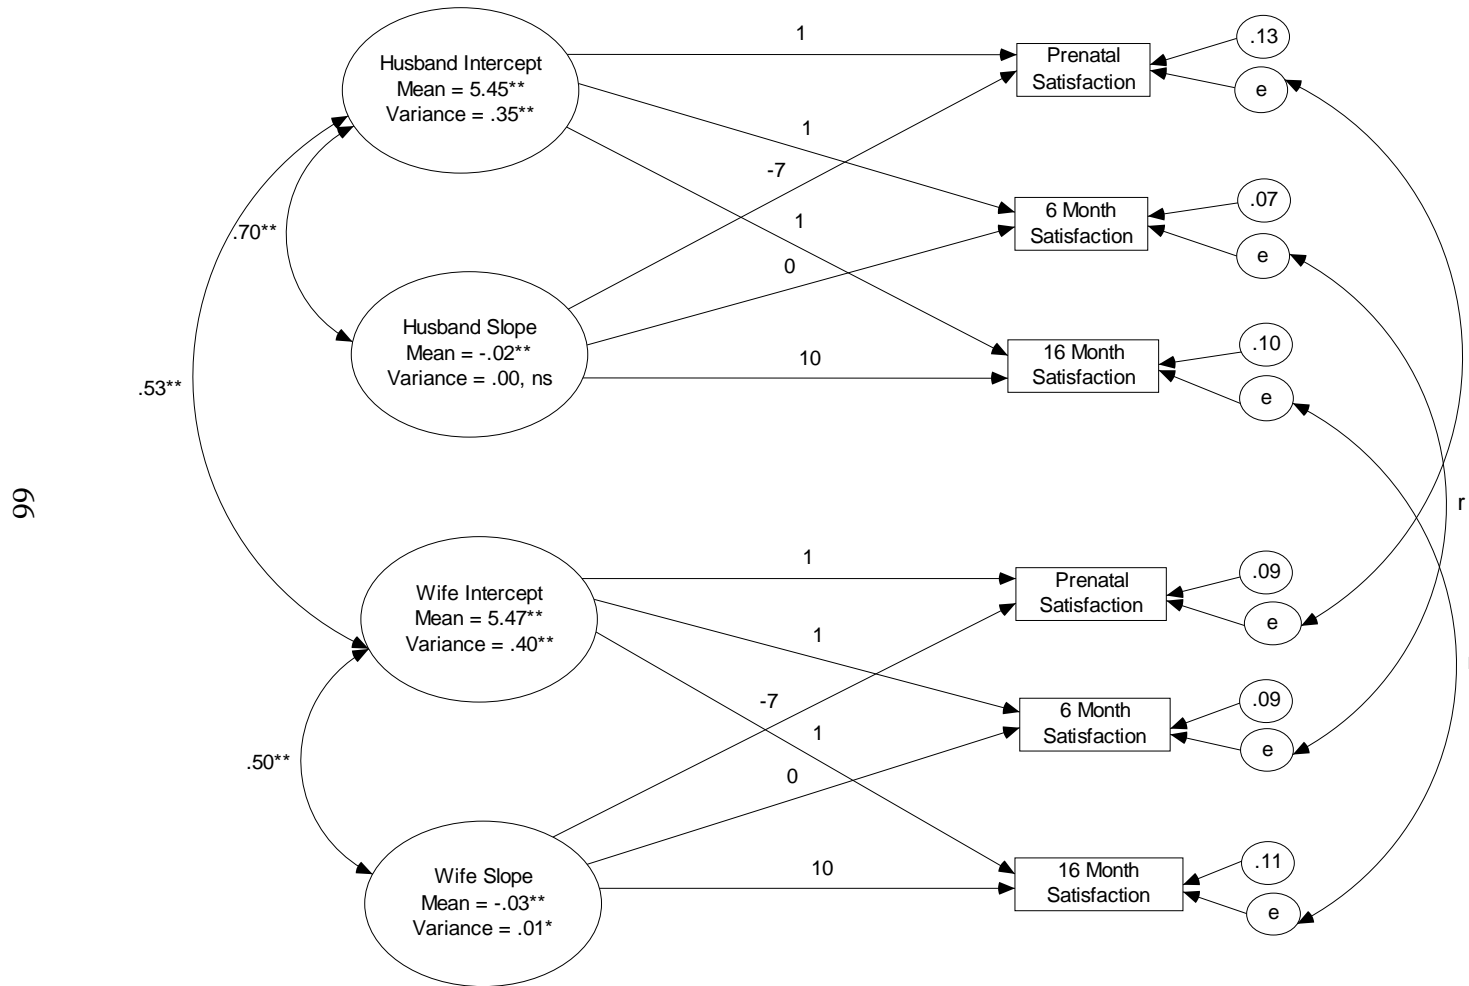 1
Husband Intercept
Mean = 5.45**
Variance = .35**
Prenatal
Satisfaction
.13
e
1
-7
6 Month
Satisfaction
.07
e
.70**
1
0
Husband Slope
Mean = -.02**
Variance = .00, ns
10
16 Month
Satisfaction
.10
e
.53**
66
r
1
Wife Intercept
Mean = 5.47**
Variance = .40**
Prenatal
Satisfaction
.09
e
1
-7
6 Month
Satisfaction
.09
e
.50**
1
0
Wife Slope
Mean = -.03**
Variance = .01*
10
16 Month
Satisfaction
.11
e